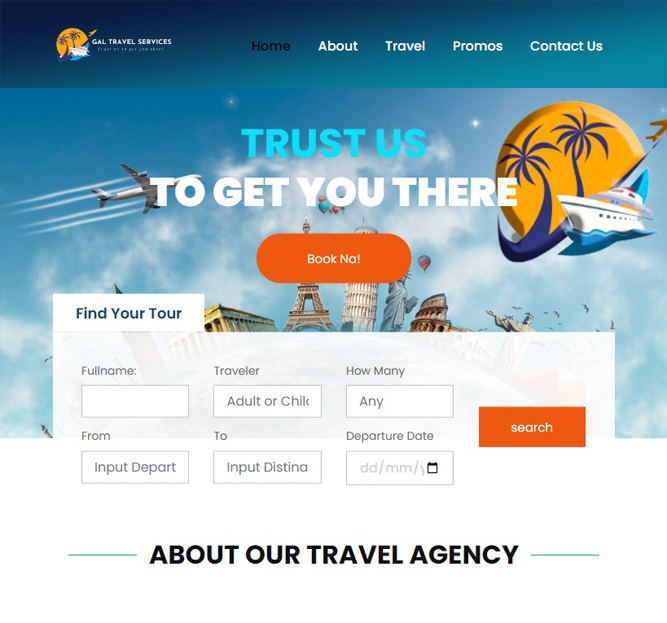 GAL TRAVEL SERVICES
Trust us to get you there
Home About Travel Promos Contact Us
TRUST US
TO GET YOU THERE
Book Na!
Find Your Tour
Fullname: Traveler How Many
Adult or Chil Any
search
From To Departure Date
Input Depart Input Distina dd/mm/y
ABOUT OUR TRAVEL AGENCY